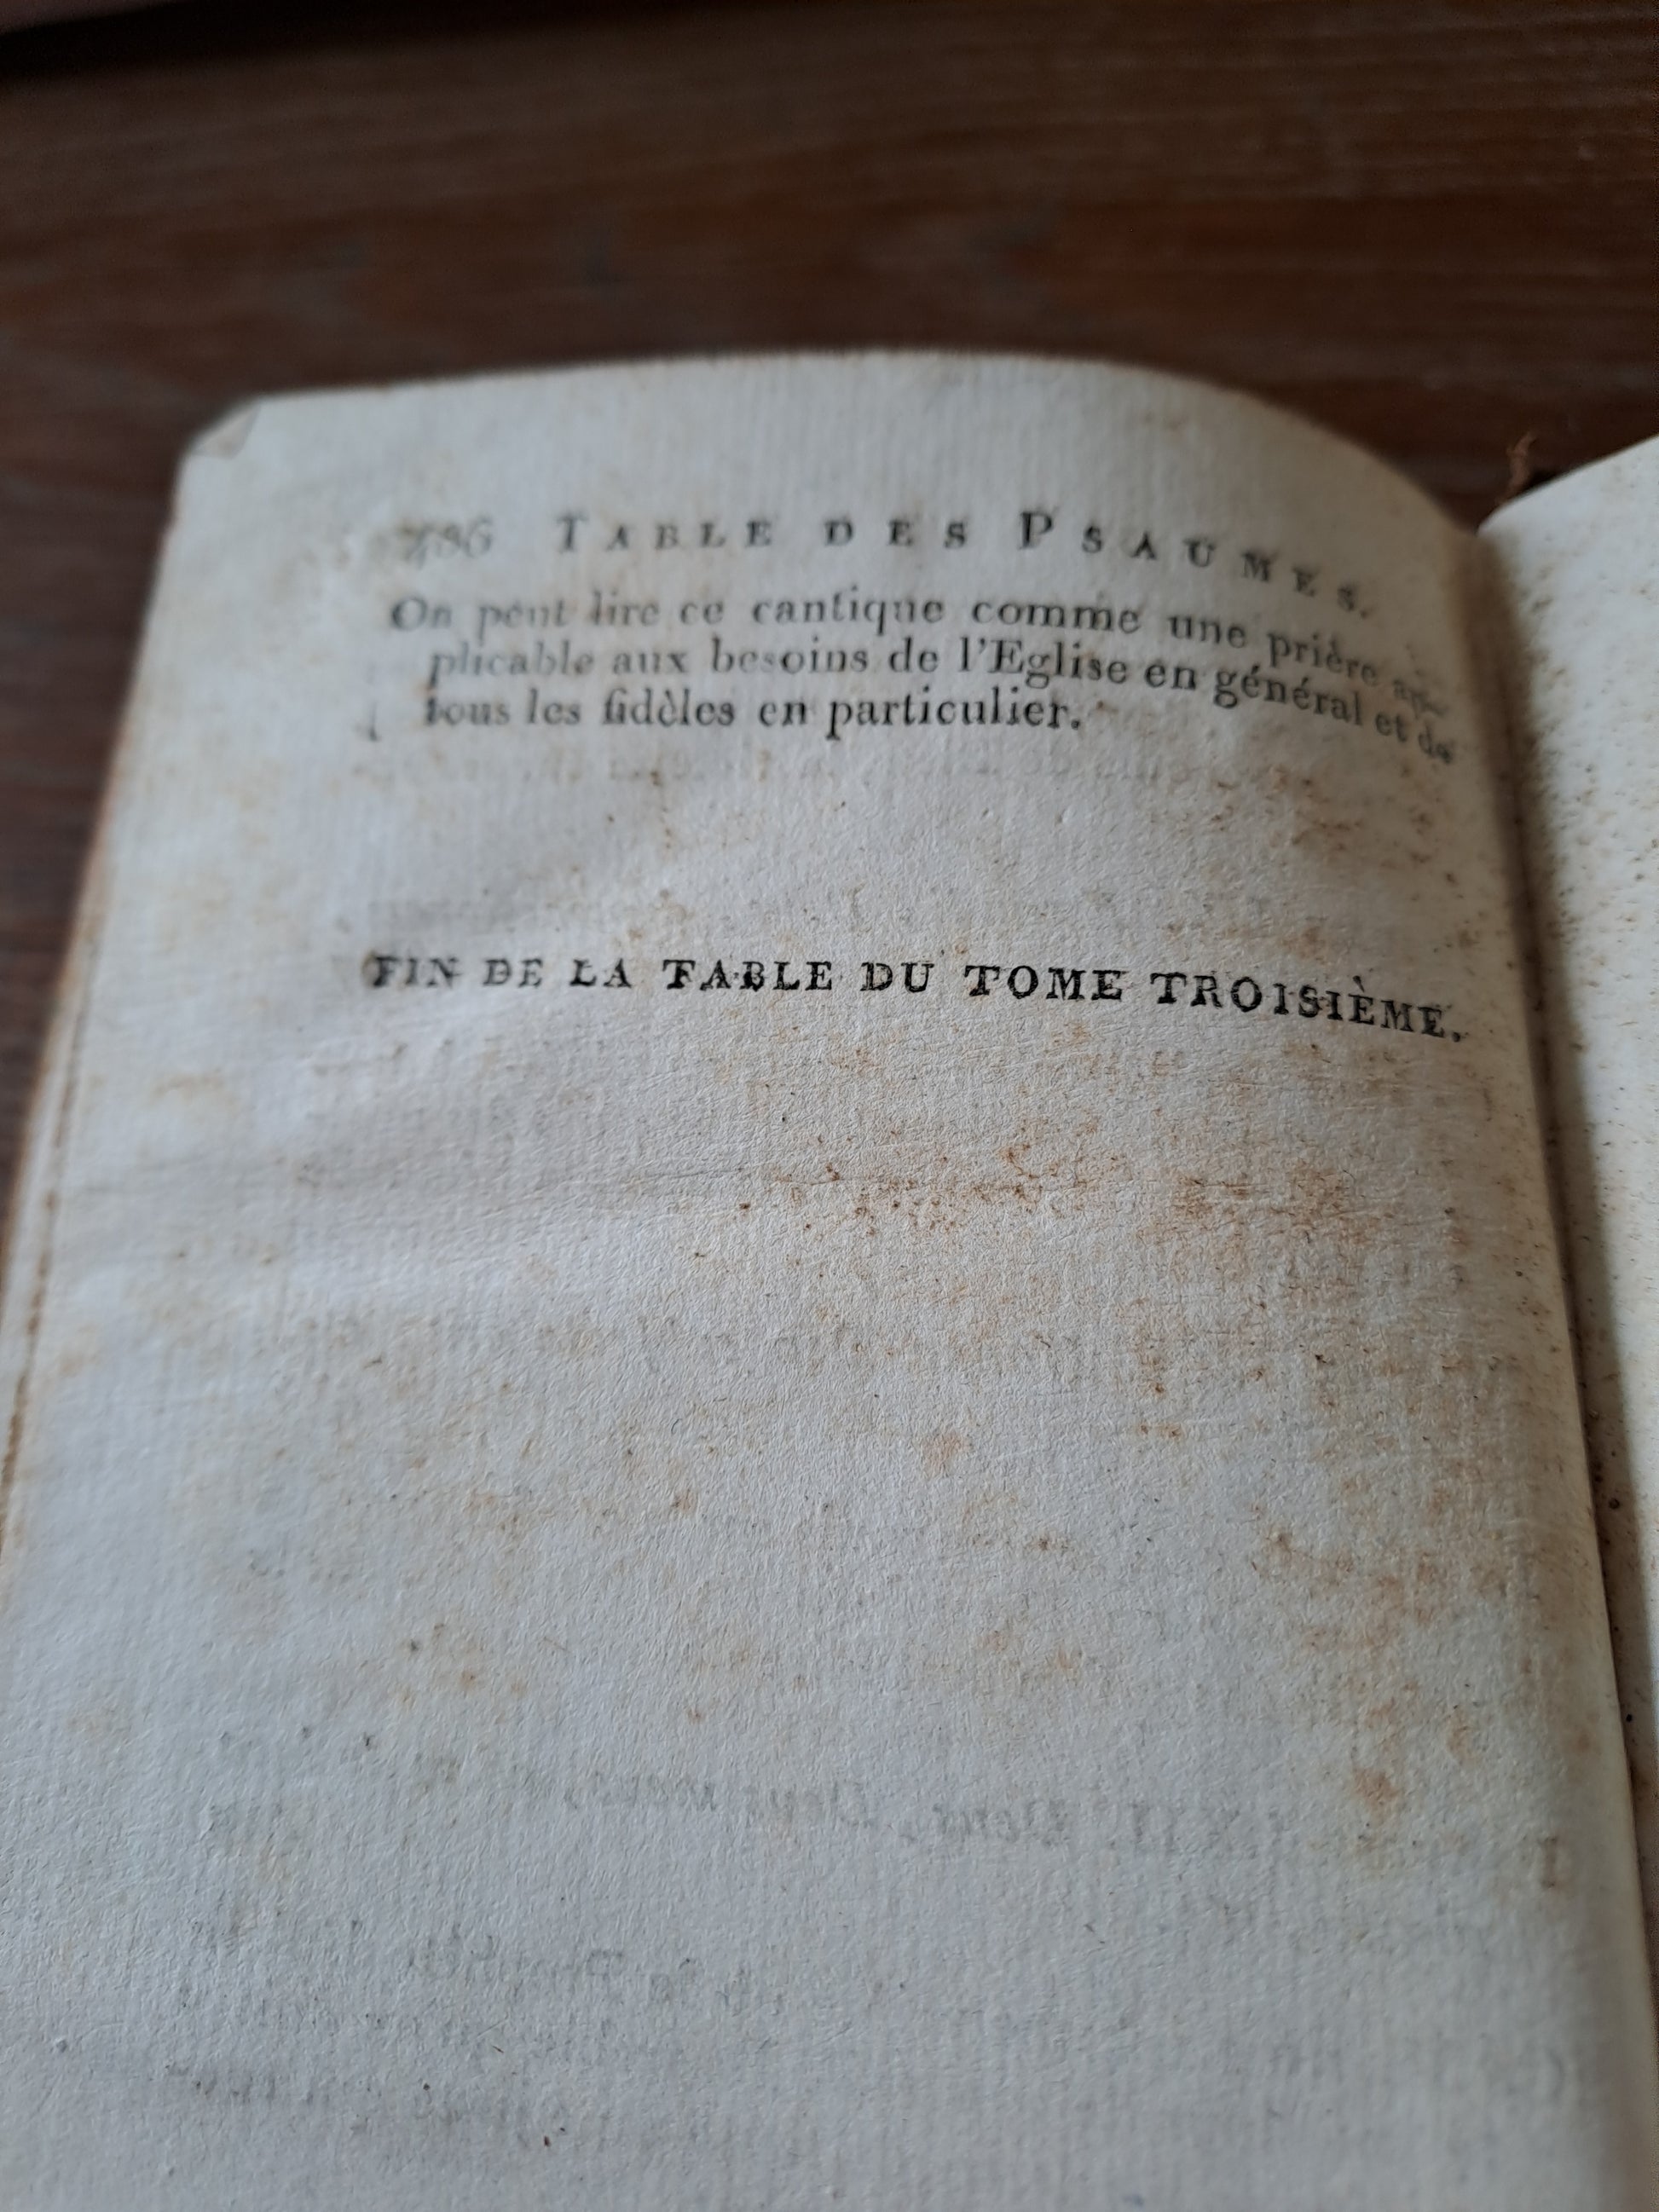 486 TABLE DES PSAUMES.
On peut lire ce cantique comme une prière ap-
plicable aux besoins de l'Eglise en général et de
tous les fidèles en particulier.
FIN DE LA TABLE DU TOME TROISIÈME.